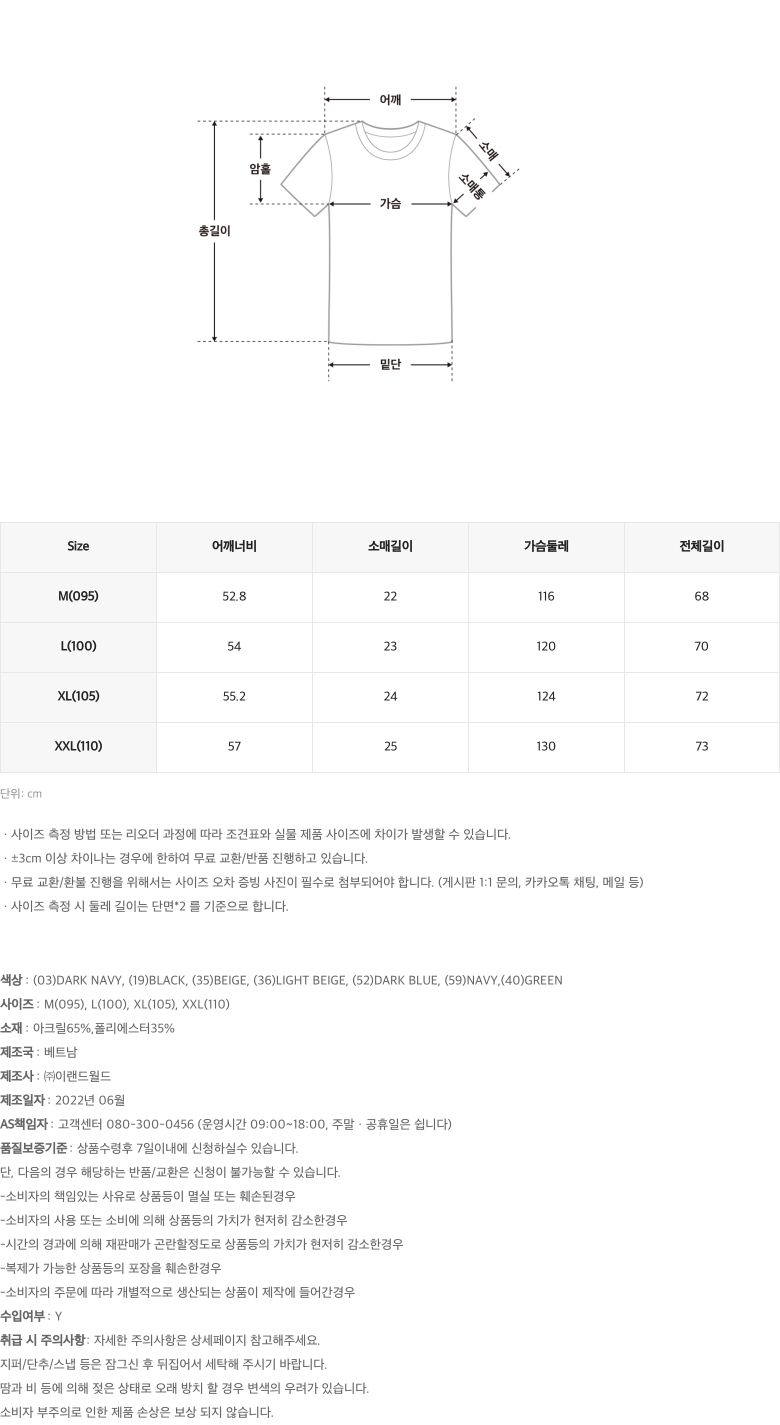 어깨
소매
암홀
소매통
가슴
총길이
밑단
Size 어깨너비 소매길이 가슴둘레 전체길이
M(095) 52.8 22 116 68
L(100) 54 23 120 70
XL(105) 55.2 24 124 72
XXL(110) 57 25 130 73
단위: cm
· 사이즈 측정 방법 또는 리오더 과정에 따라 조견표와 실물 제품 사이즈에 차이가 발생할 수 있습니다.
· ±3cm 이상 차이나는 경우에 한하여 무료 교환/반품 진행하고 있습니다.
· 무료 교환/환불 진행을 위해서는 사이즈 오차 증빙 사진이 필수로 첨부되어야 합니다. (게시판 1:1 문의, 카카오톡 채팅, 메일 등)
· 사이즈 측정 시 둘레 길이는 단면*2 를 기준으로 합니다.
색상 : (03)DARK NAVY, (19)BLACK, (35)BEIGE, (36)LIGHT BEIGE, (52)DARK BLUE, (59)NAVY,(40)GREEN
사이즈 : M(095), L(100), XL(105), XXL(110)
소재 : 아크릴65%,폴리에스터35%
제조국 : 베트남
제조사 : ㈜이랜드월드
제조일자 : 2022년 06월
AS책임자 : 고객센터 080-300-0456 (운영시간 09:00~18:00, 주말 · 공휴일은 쉽니다)
품질보증기준 : 상품수령후 7일이내에 신청하실수 있습니다.
단, 다음의 경우 해당하는 반품/교환은 신청이 불가능할 수 있습니다.
-소비자의 책임있는 사유로 상품등이 멸실 또는 훼손된경우
-소비자의 사용 또는 소비에 의해 상품등의 가치가 현저히 감소한경우
-시간의 경과에 의해 재판매가 곤란할정도로 상품등의 가치가 현저히 감소한경우
-복제가 가능한 상품등의 포장을 훼손한경우
-소비자의 주문에 따라 개별적으로 생산되는 상품이 제작에 들어간경우
수입여부 : Y
취급 시 주의사항 : 자세한 주의사항은 상세페이지 참고해주세요.
지퍼/단추/스냅 등은 잠그신 후 뒤집어서 세탁해 주시기 바랍니다.
땀과 비 등에 의해 젖은 상태로 오래 방치 할 경우 변색의 우려가 있습니다.
소비자 부주의로 인한 제품 손상은 보상 되지 않습니다.